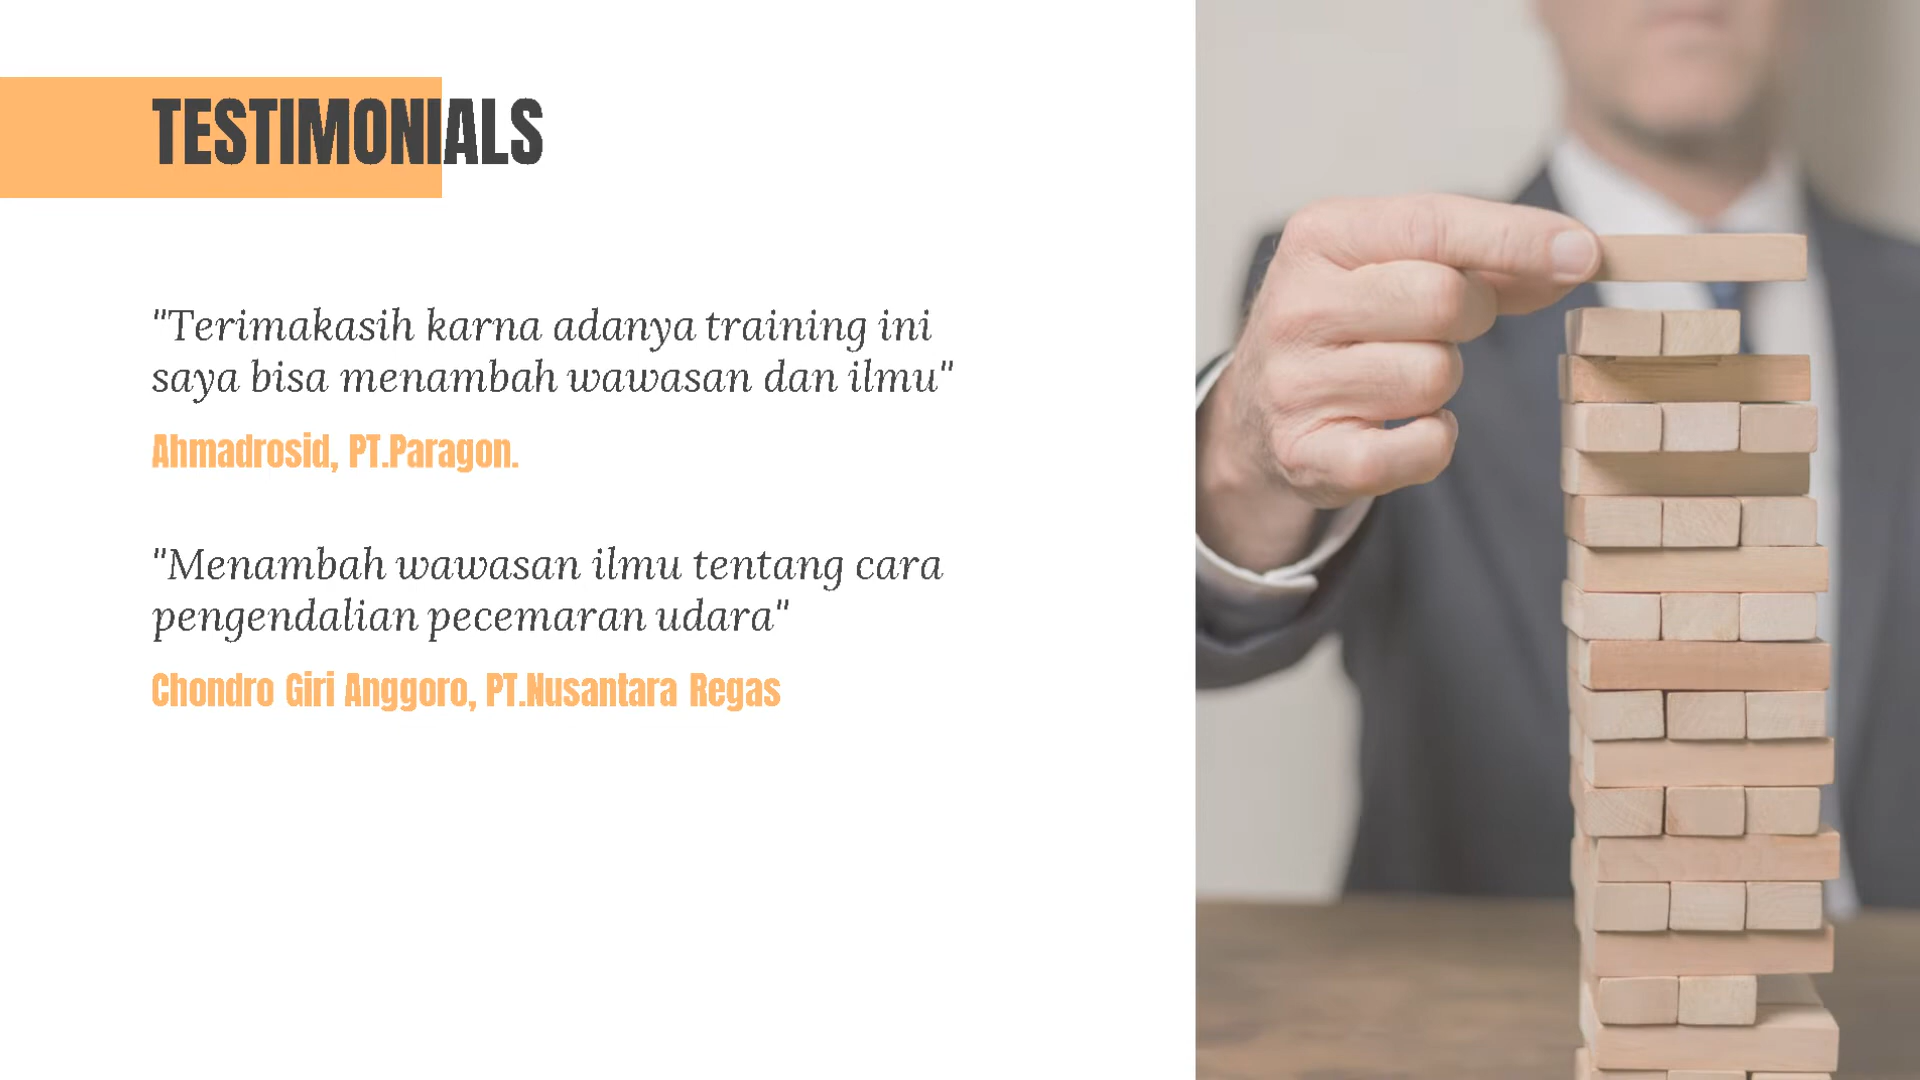 TESTIMONIALS
"Terimakasih karna adanya training ini
saya bisa menambah wawasan dan ilmu"
Ahmadrosid, PT.Paragon.
"Menambah wawasan ilmu tentang cara
pengendalian pecemaran udara"
Chondro Giri Anggoro, PT.Nusantara Regas